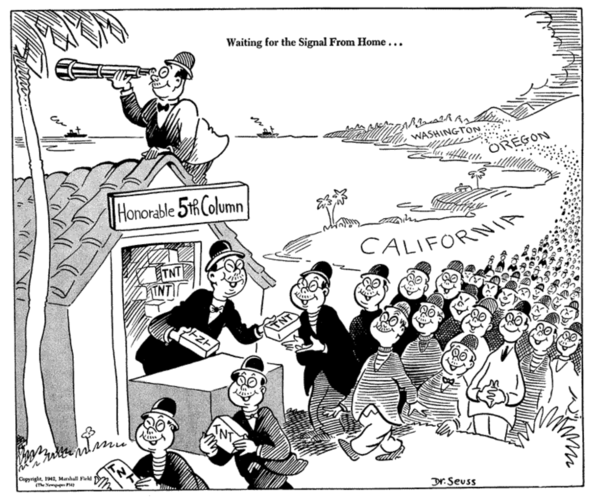 Waiting for the Signal From Home . . .
WASHINGTON
OREGON
Honorable 5th Column
CALIFORNIA
TNT
TNT
TNT
TNT
TNT
TNT
TNT
Copyright, 1942, Marshall Field
(The Newspaper PM)
Dr. Seuss